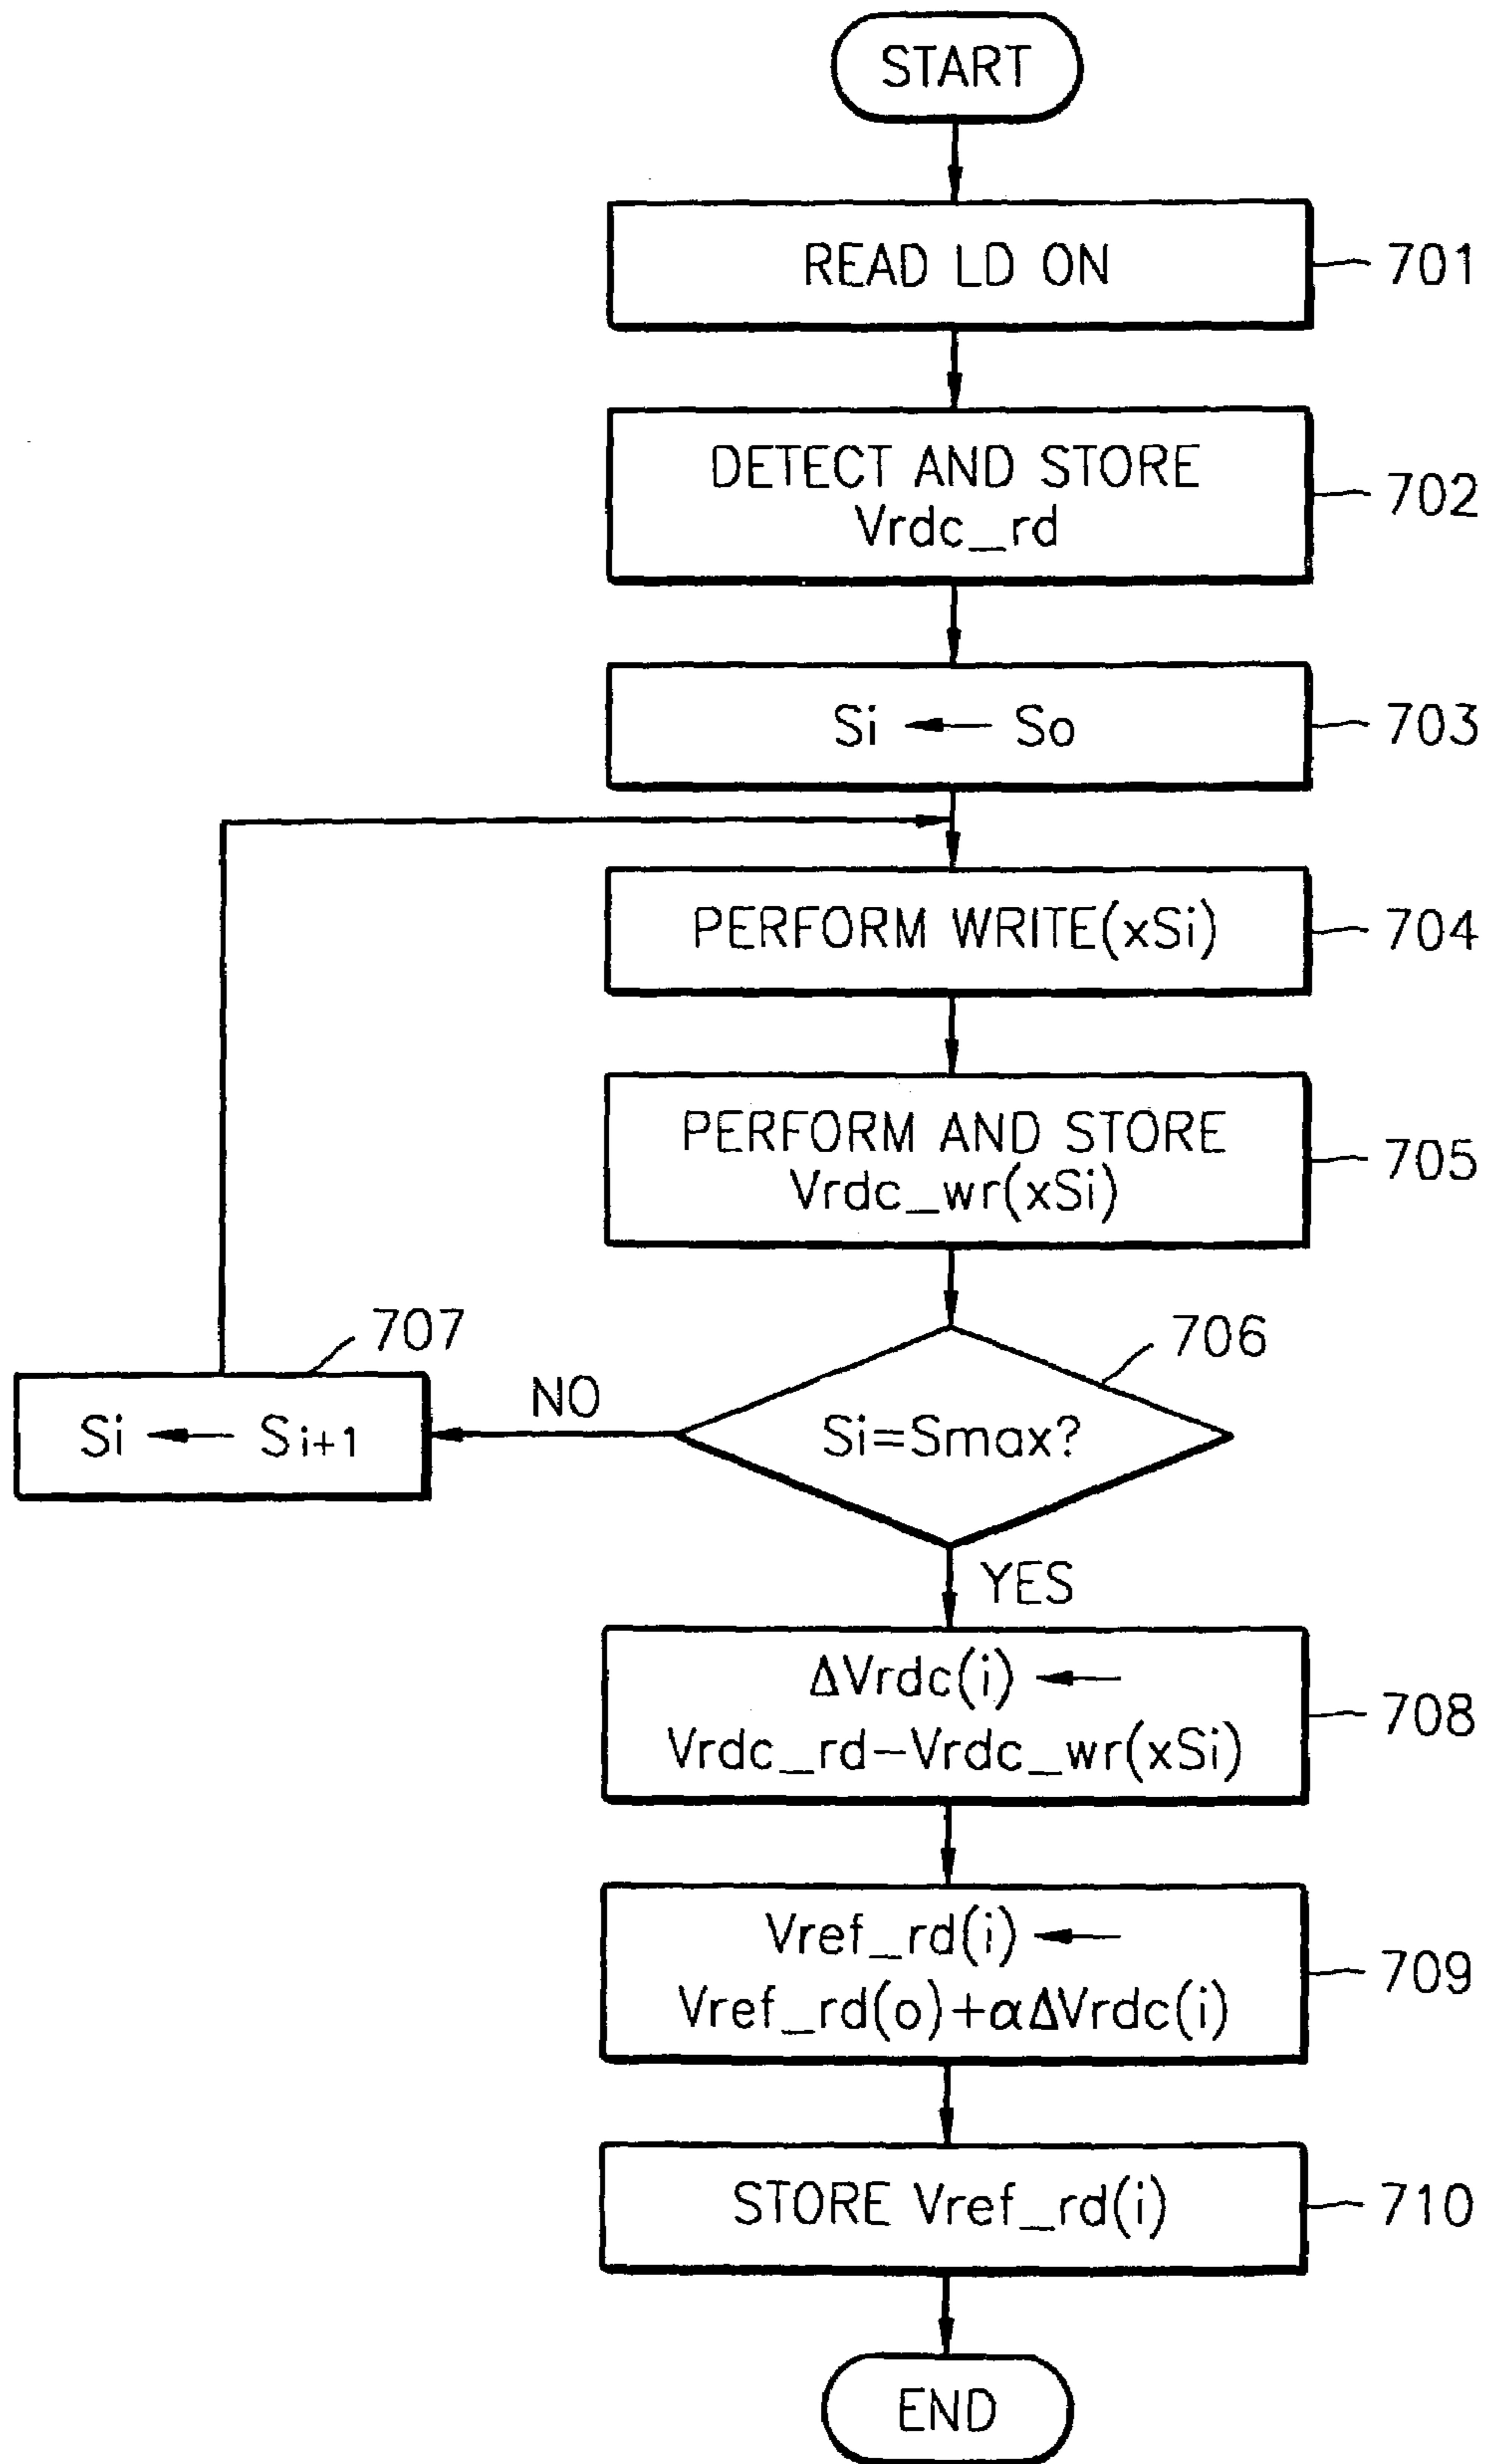 START
READ LD ON
701
DETECT AND STORE
Vrdc_rd
702
Si ← So
703
PERFORM WRITE(xSi)
704
PERFORM AND STORE
Vrdc_wr(xSi)
705
706
Si=Smax?
NO
707
Si ← Si+1
YES
ΔVrdc(i) ←
Vrdc_rd−Vrdc_wr(xSi)
708
Vref_rd(i) ←
Vref_rd(o)+αΔVrdc(i)
709
STORE Vref_rd(i)
710
END